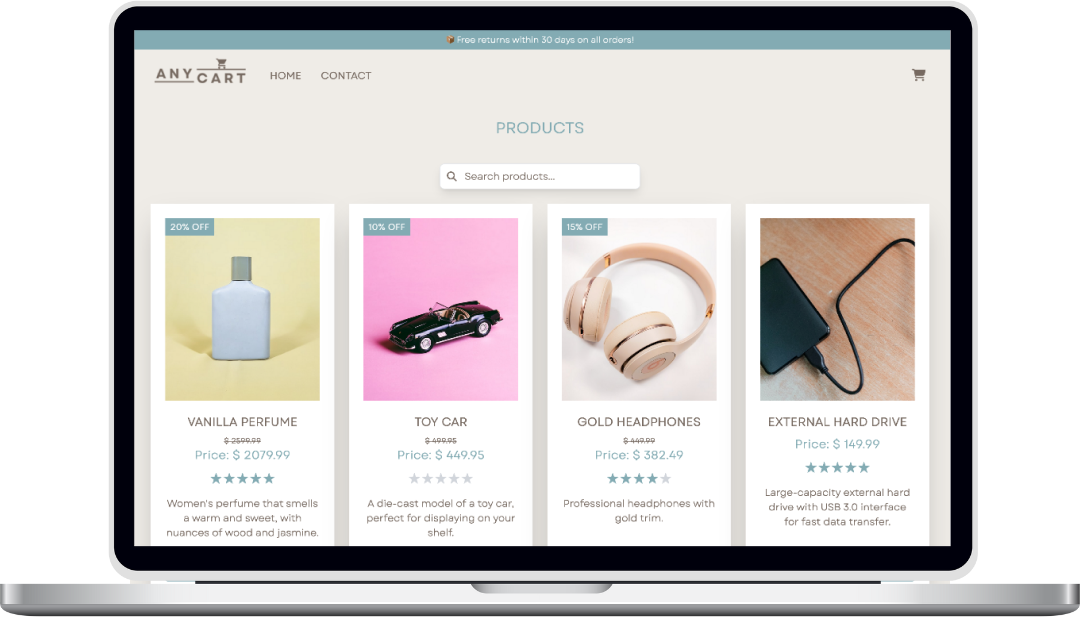 📦 Free returns within 30 days on all orders!
ANY CART
HOME
CONTACT
PRODUCTS
Search products...
20% OFF
VANILLA PERFUME
$ 2599.99
Price: $ 2079.99
Women's perfume that smells
a warm and sweet, with
nuances of wood and jasmine.
10% OFF
TOY CAR
$ 499.95
Price: $ 449.95
A die-cast model of a toy car,
perfect for displaying on your
shelf.
15% OFF
GOLD HEADPHONES
$ 449.99
Price: $ 382.49
Professional headphones with
gold trim.
EXTERNAL HARD DRIVE
Price: $ 149.99
Large-capacity external hard
drive with USB 3.0 interface
for fast data transfer.